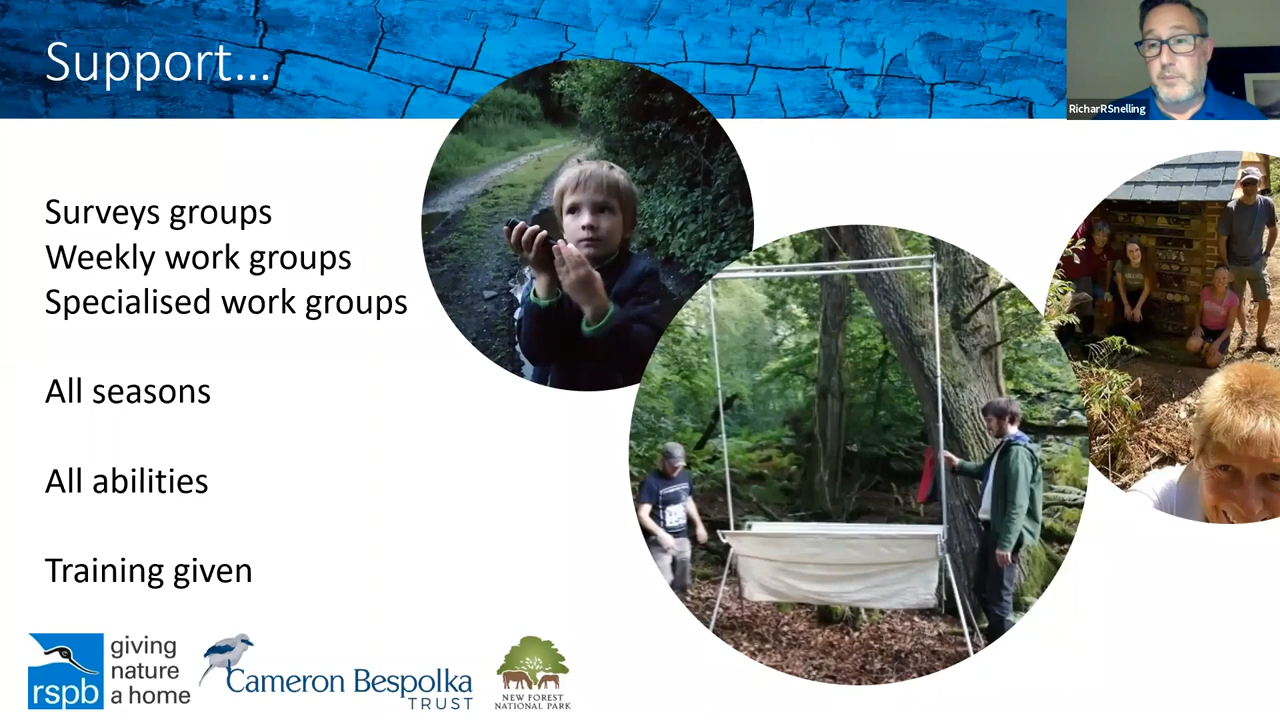 Support...
RicharRSnelling
Surveys groups
Weekly work groups
Specialised work groups
All seasons
All abilities
Training given
rspb
giving
nature
a home
Cameron Bespolka
TRUST
NEW FOREST
NATIONAL PARK